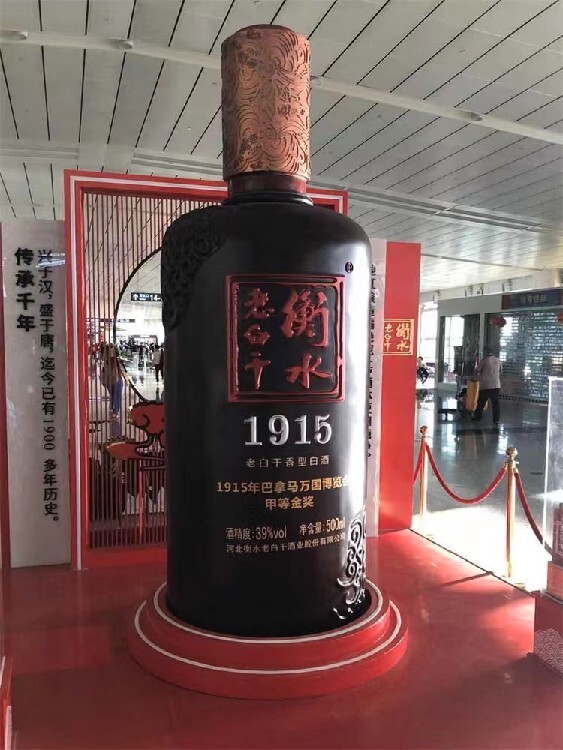 传承千年
兴于汉，盛于唐，迄今已有1900 多年历史。
衡水
老白干
1915
老白干香型白酒
1915年巴拿马万国博览会
甲等金奖
酒精度：39%vol 净含量：500ml
河北衡水老白干酒业股份有限公司
衡水
老白干